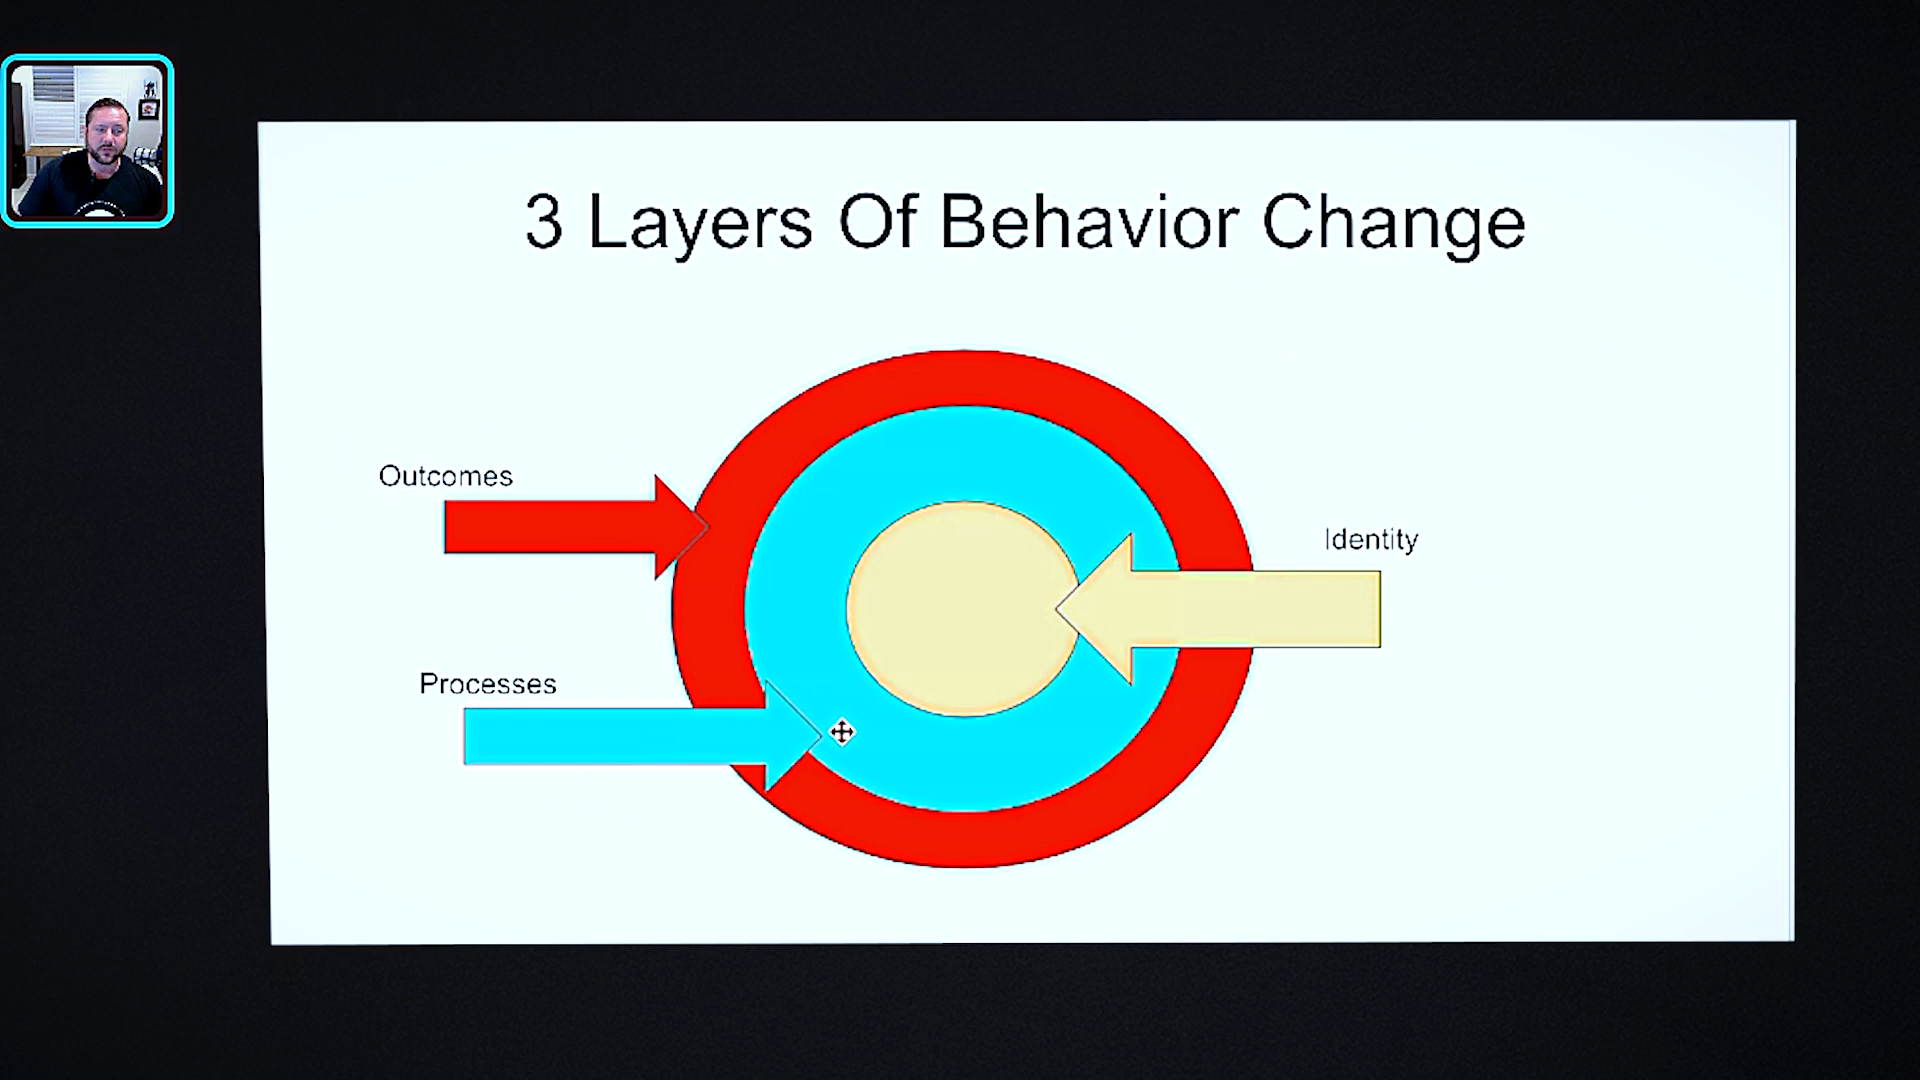 3 Layers Of Behavior Change
Outcomes
Identity
Processes